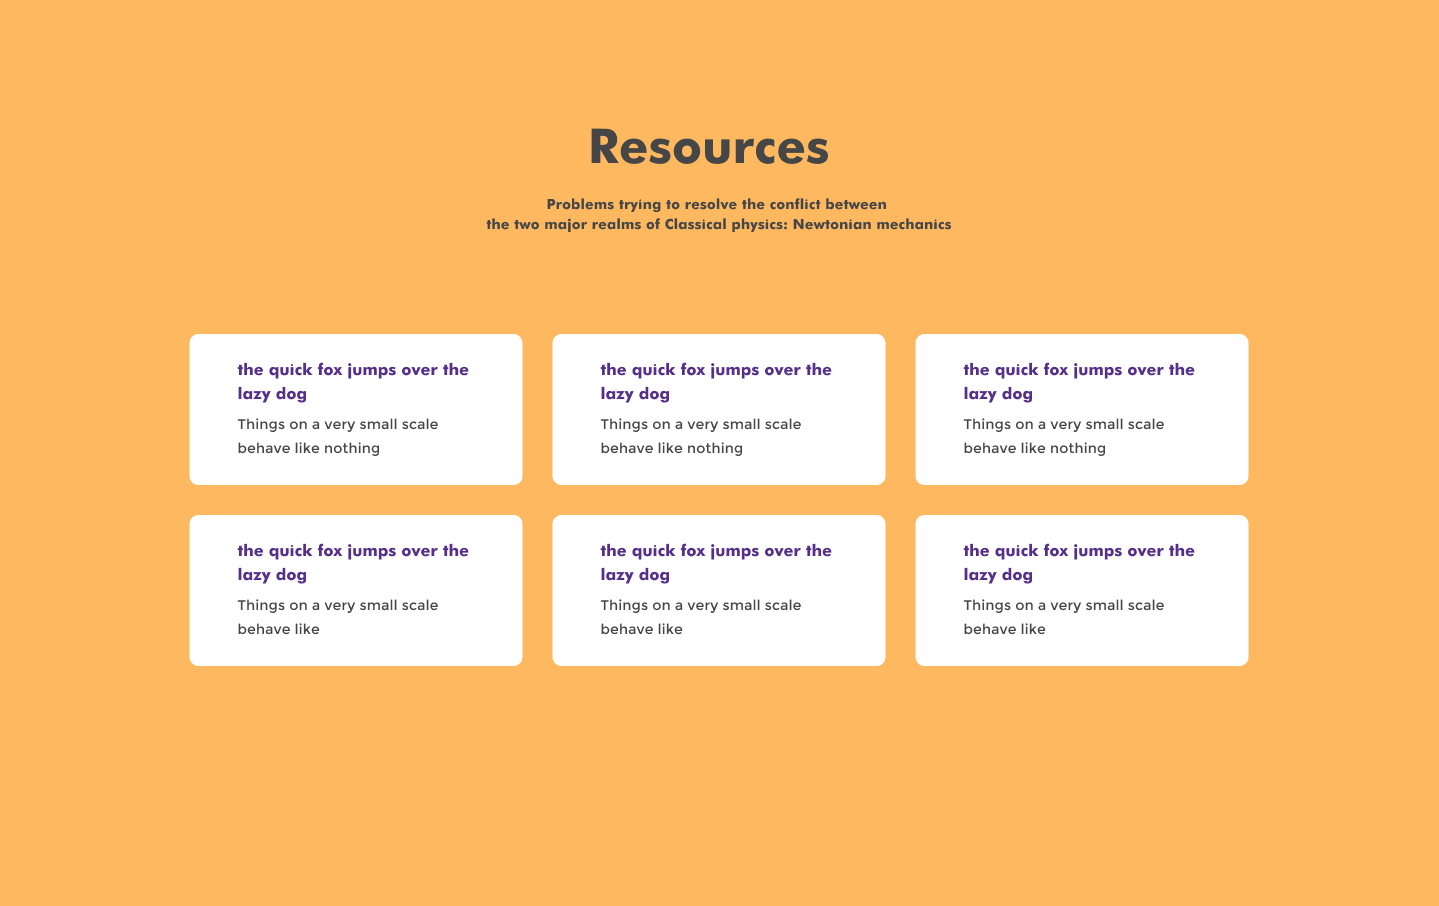 Resources
Problems trying to resolve the conflict between
the two major realms of Classical physics: Newtonian mechanics
the quick fox jumps over the
lazy dog
Things on a very small scale
behave like nothing
the quick fox jumps over the
lazy dog
Things on a very small scale
behave like nothing
the quick fox jumps over the
lazy dog
Things on a very small scale
behave like nothing
the quick fox jumps over the
lazy dog
Things on a very small scale
behave like
the quick fox jumps over the
lazy dog
Things on a very small scale
behave like
the quick fox jumps over the
lazy dog
Things on a very small scale
behave like